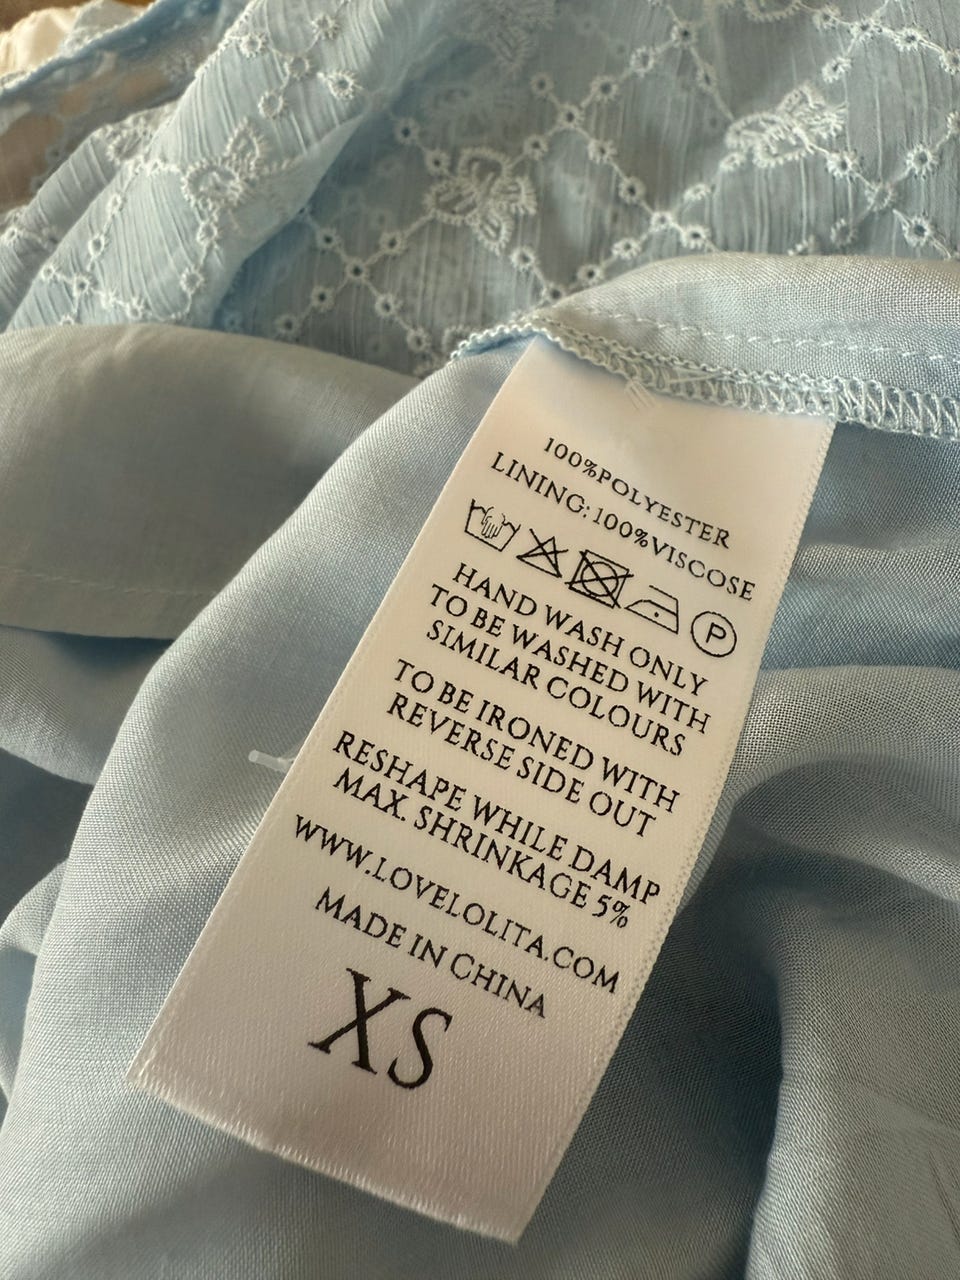 100%POLYESTER
LINING:100%VISCOSE
P
HAND WASH ONLY
TO BE WASHED WITH
SIMILAR COLOURS
TO BE IRONED WITH
REVERSE SIDE OUT
RESHAPE WHILE DAMP
MAX. SHRINKAGE 5%
WWW.LOVELOLITA.COM
MADE IN CHINA
XS